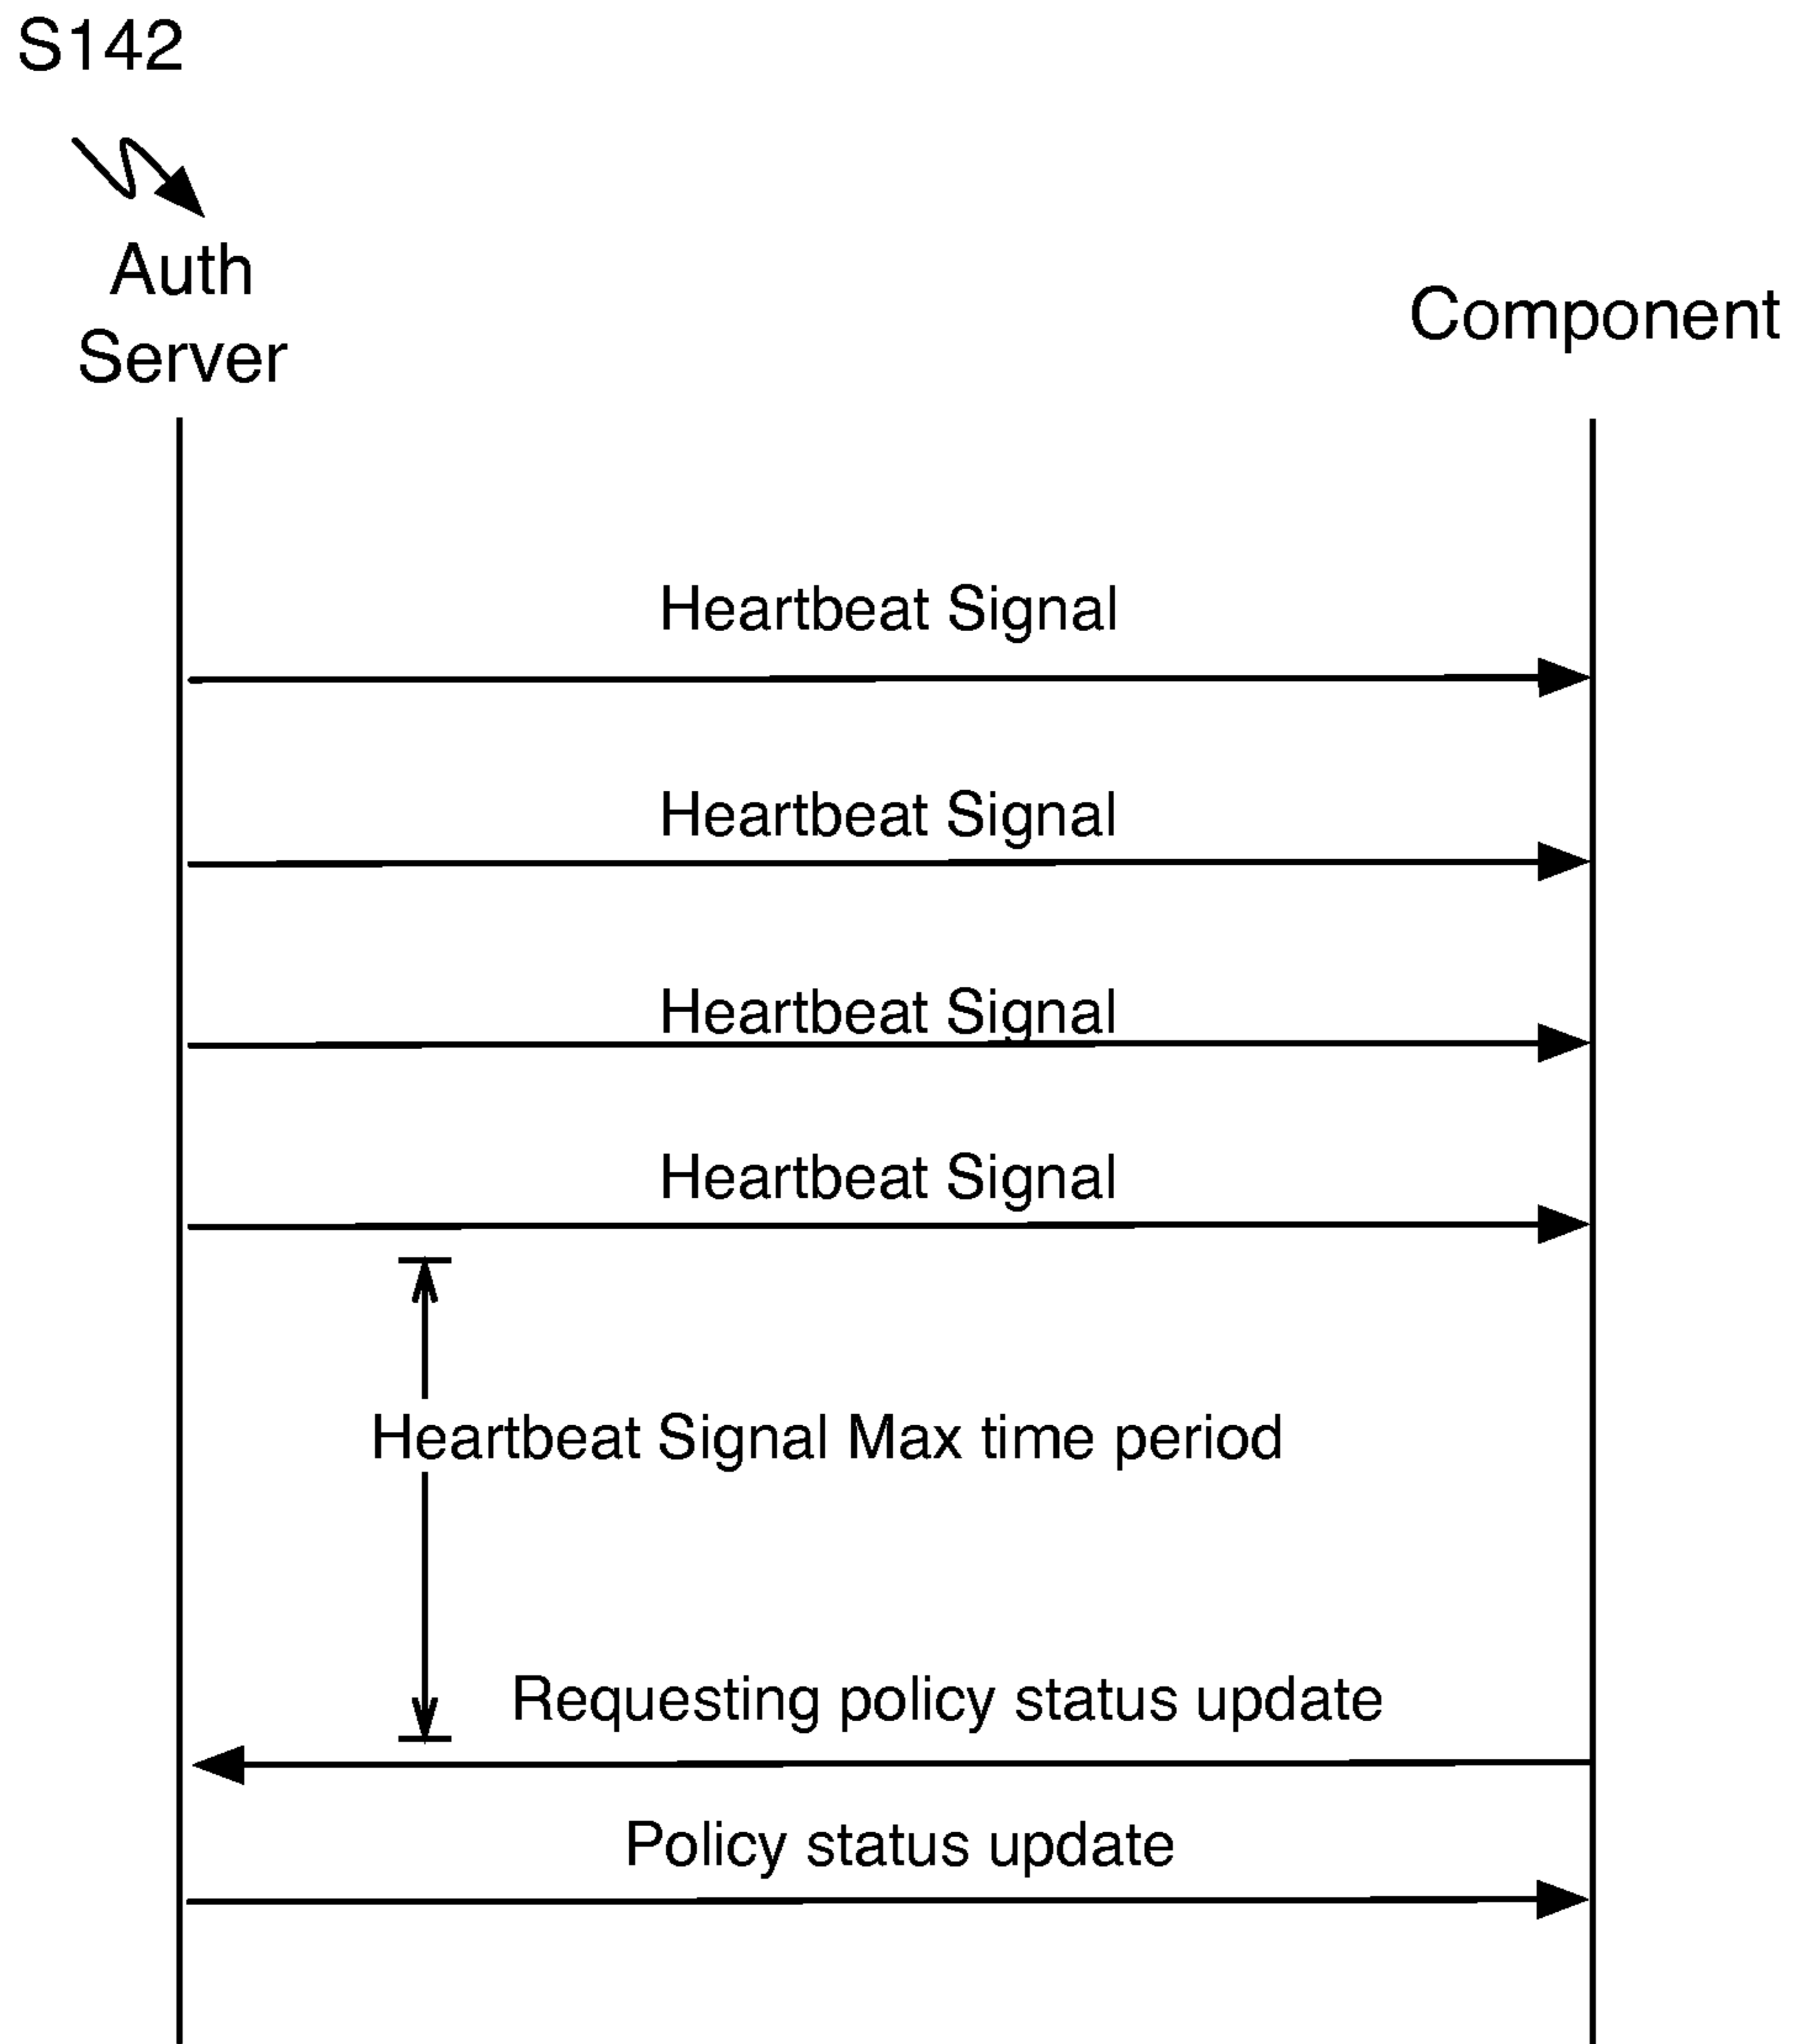 S142
Auth
Server
Component
Heartbeat Signal
Heartbeat Signal
Heartbeat Signal
Heartbeat Signal
Heartbeat Signal Max time period
Requesting policy status update
Policy status update